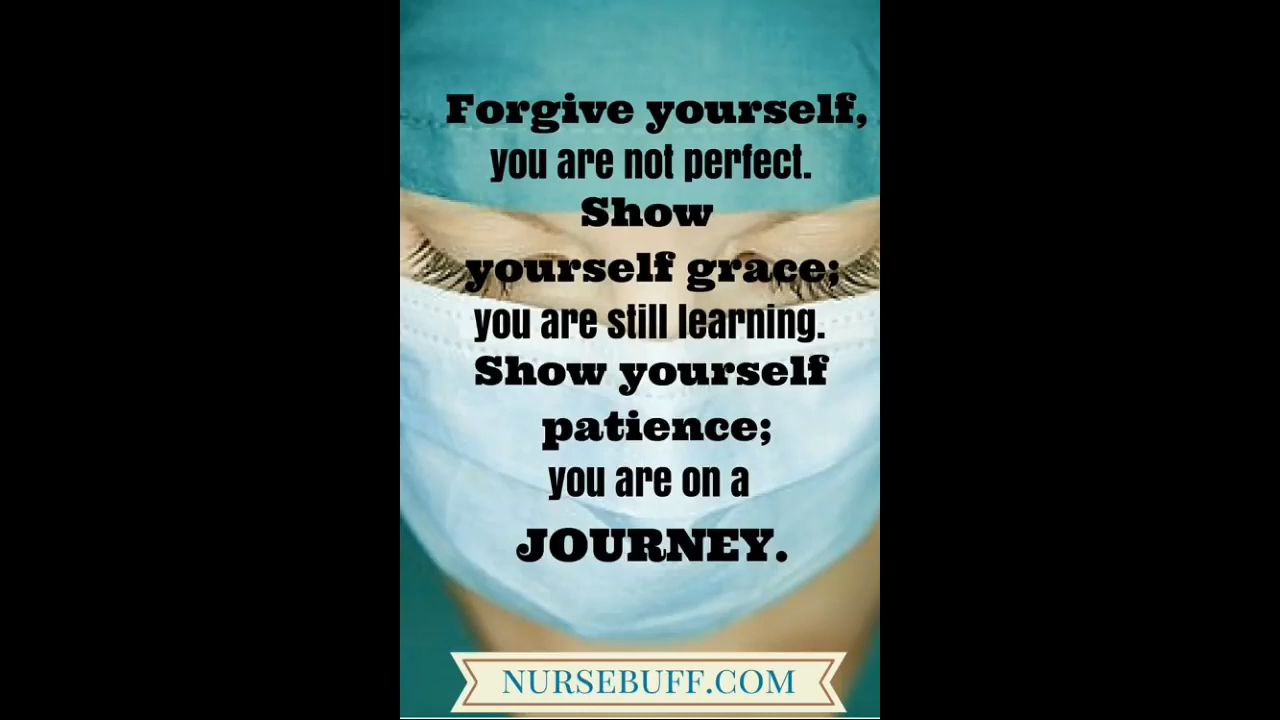 Forgive yourself,
you are not perfect.
Show
yourself grace;
you are still learning.
Show yourself
patience;
you are on a
JOURNEY.
NURSEBUFF.COM